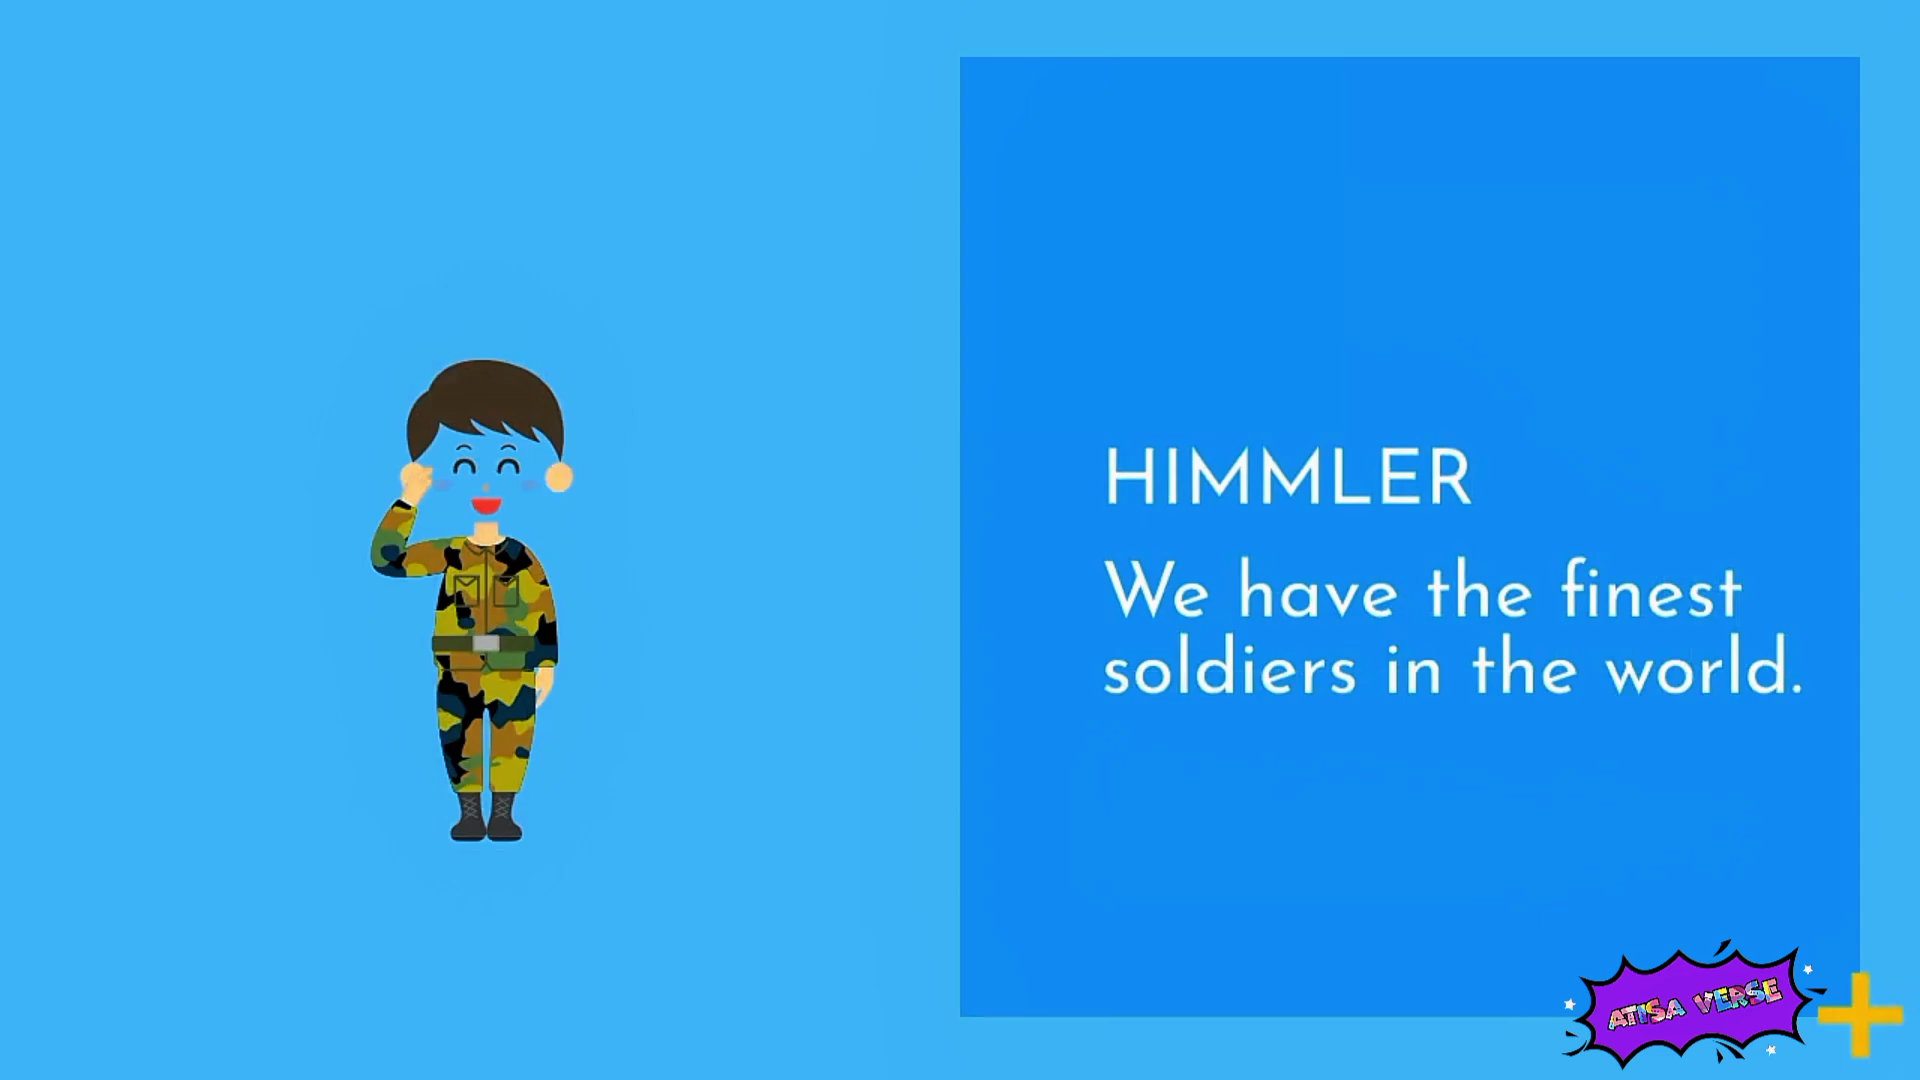 HIMMLER
We have the finest
soldiers in the world.
ATISA VERSE